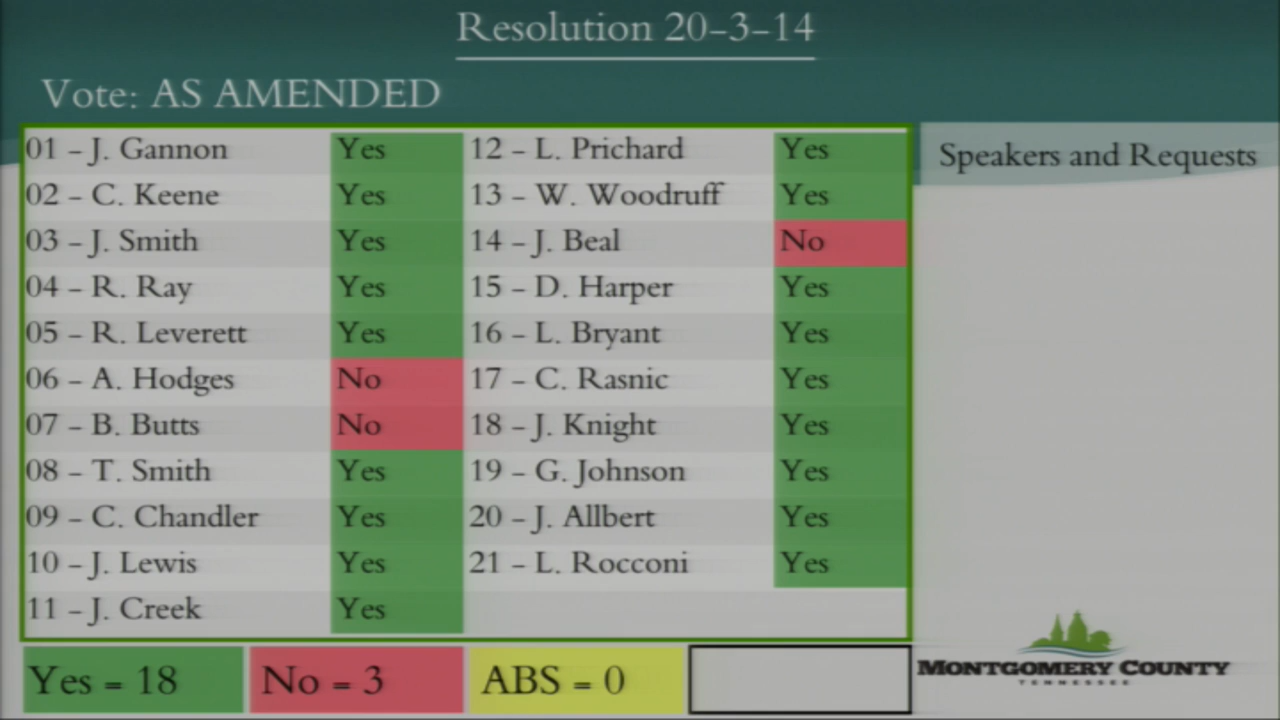 Resolution 20-3-14
Vote: AS AMENDED
01 - J. Gannon Yes 12 - L. Prichard Yes
02 - C. Keene Yes 13 - W. Woodruff Yes
03 - J. Smith Yes 14 - J. Beal No
04 - R. Ray Yes 15 - D. Harper Yes
05 - R. Leverett Yes 16 - L. Bryant Yes
06 - A. Hodges No 17 - C. Rasnic Yes
07 - B. Butts No 18 - J. Knight Yes
08 - T. Smith Yes 19 - G. Johnson Yes
09 - C. Chandler Yes 20 - J. Allbert Yes
10 - J. Lewis Yes 21 - L. Rocconi Yes
11 - J. Creek Yes
Yes = 18 No = 3 ABS = 0
Speakers and Requests
MONTGOMERY COUNTY
TENNESSEE